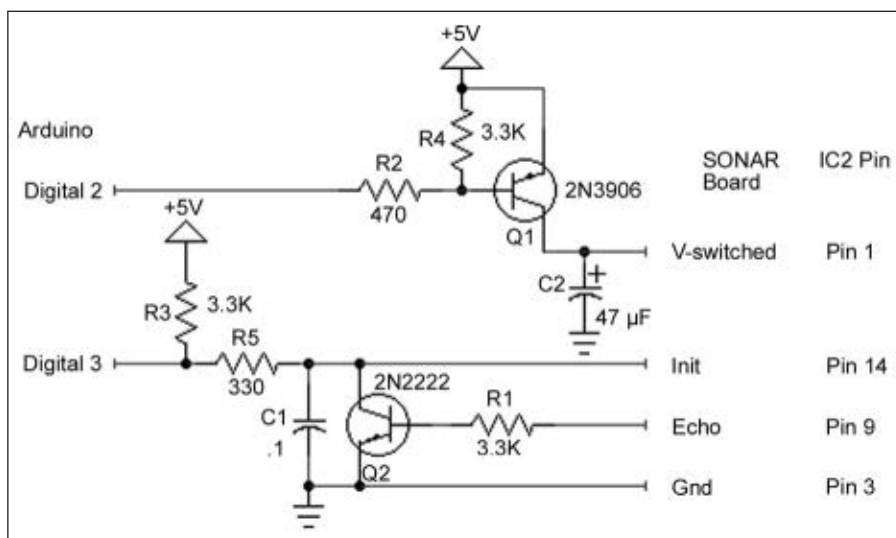 +5V
Arduino
R4
3.3K
R2
SONAR
Board
IC2 Pin
Digital 2
470
2N3906
+5V
Q1
V-switched
Pin 1
C2
+
47 µF
R3
3.3K
R5
Digital 3
330
2N2222
Init
Pin 14
C1
.1
R1
3.3K
Echo
Pin 9
Q2
Gnd
Pin 3